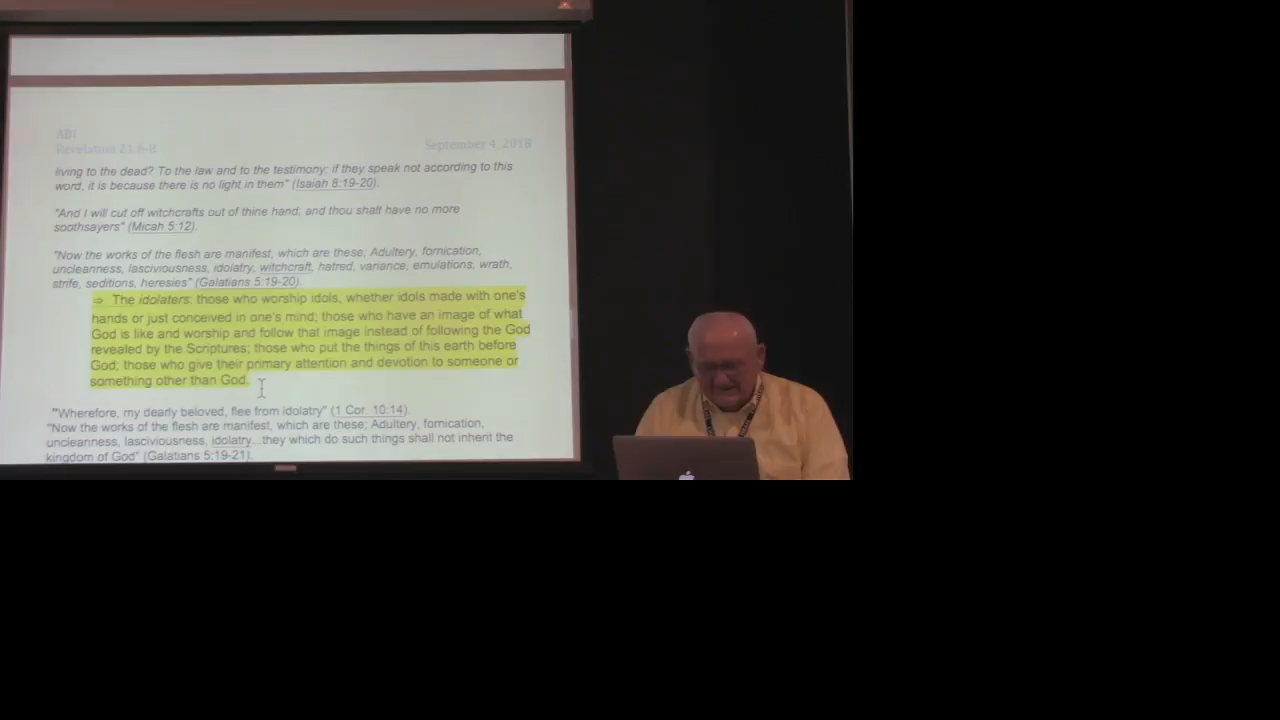 ABI
Revelation 21:6-8 September 4, 2018
living to the dead? To the law and to the testimony: if they speak not according to this
word, it is because there is no light in them" (Isaiah 8:19-20).
"And I will cut off witchcrafts out of thine hand; and thou shalt have no more
soothsayers" (Micah 5:12).
"Now the works of the flesh are manifest, which are these; Adultery, fornication,
uncleanness, lasciviousness, idolatry, witchcraft, hatred, variance, emulations, wrath,
strife, seditions, heresies" (Galatians 5:19-20).
⇒ The idolaters: those who worship idols, whether idols made with one's
hands or just conceived in one's mind; those who have an image of what
God is like and worship and follow that image instead of following the God
revealed by the Scriptures; those who put the things of this earth before
God; those who give their primary attention and devotion to someone or
something other than God.
"Wherefore, my dearly beloved, flee from idolatry" (1 Cor. 10:14).
"Now the works of the flesh are manifest, which are these; Adultery, fornication,
uncleanness, lasciviousness, idolatry...they which do such things shall not inherit the
kingdom of God" (Galatians 5:19-21).